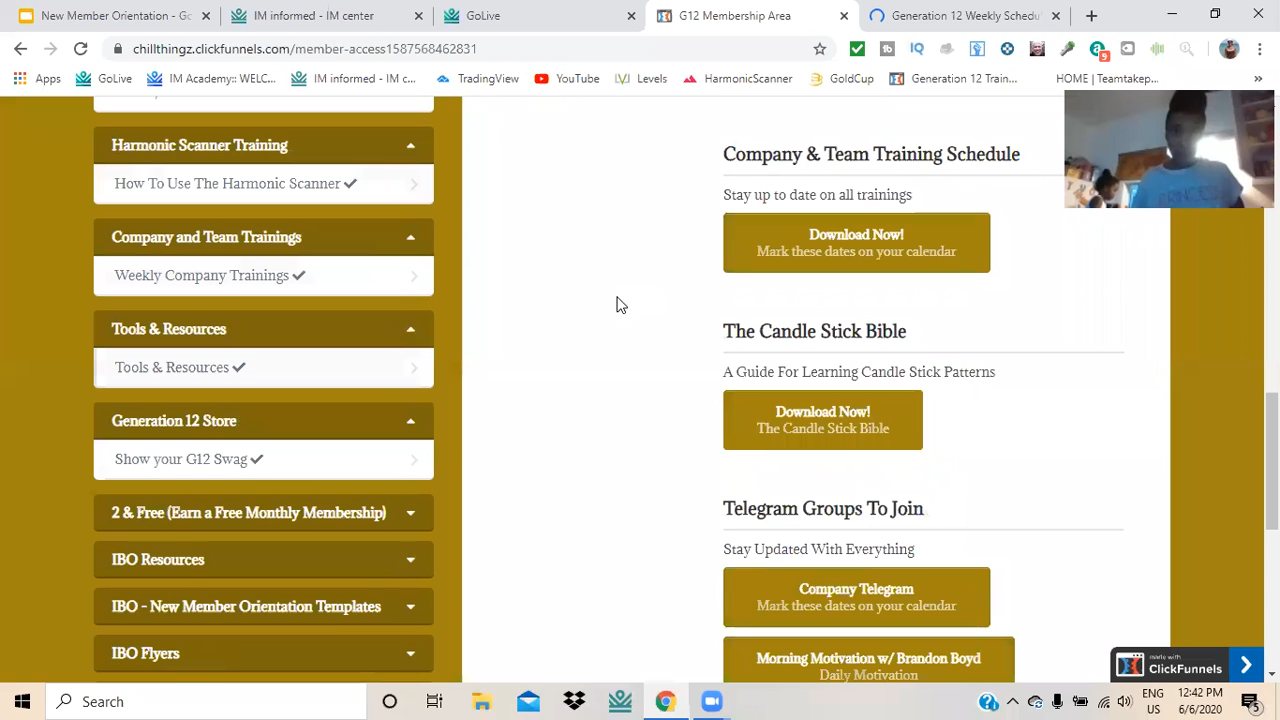 New Member Overview -
IM informed - IM center
GoLive
G12 Membership Area
Generation 12 Weekly Schedu
chillthingz.clickfunnels.com/member-access1587568462831
IQ
9
Apps
GoLive
IM Academy:: WELC...
IM informed - IM c...
TradingView
YouTube
Levels
HarmonicScanner
GoldCup
Generation 12 Train...
HOME | Teamtakep...
»
Harmonic Scanner Training
How To Use The Harmonic Scanner
Company and Team Trainings
Weekly Company Trainings
Tools & Resources
Tools & Resources
Generation 12 Store
Show your G12 Swag
2 & Free (Earn a Free Monthly Membership)
IBO Resources
IBO - New Member Orientation Templates
IBO Flyers
Company & Team Training Schedule
Stay up to date on all trainings
Download Now!
Mark these dates on your calendar
The Candle Stick Bible
A Guide For Learning Candle Stick Patterns
Download Now!
The Candle Stick Bible
Telegram Groups To Join
Stay Updated With Everything
Company Telegram
Mark these dates on your calendar
Morning Motivation w/ Brandon Boyd
Daily Motivation
made with
ClickFunnels
Search
ENG
US
12:42 PM
6/6/2020
5